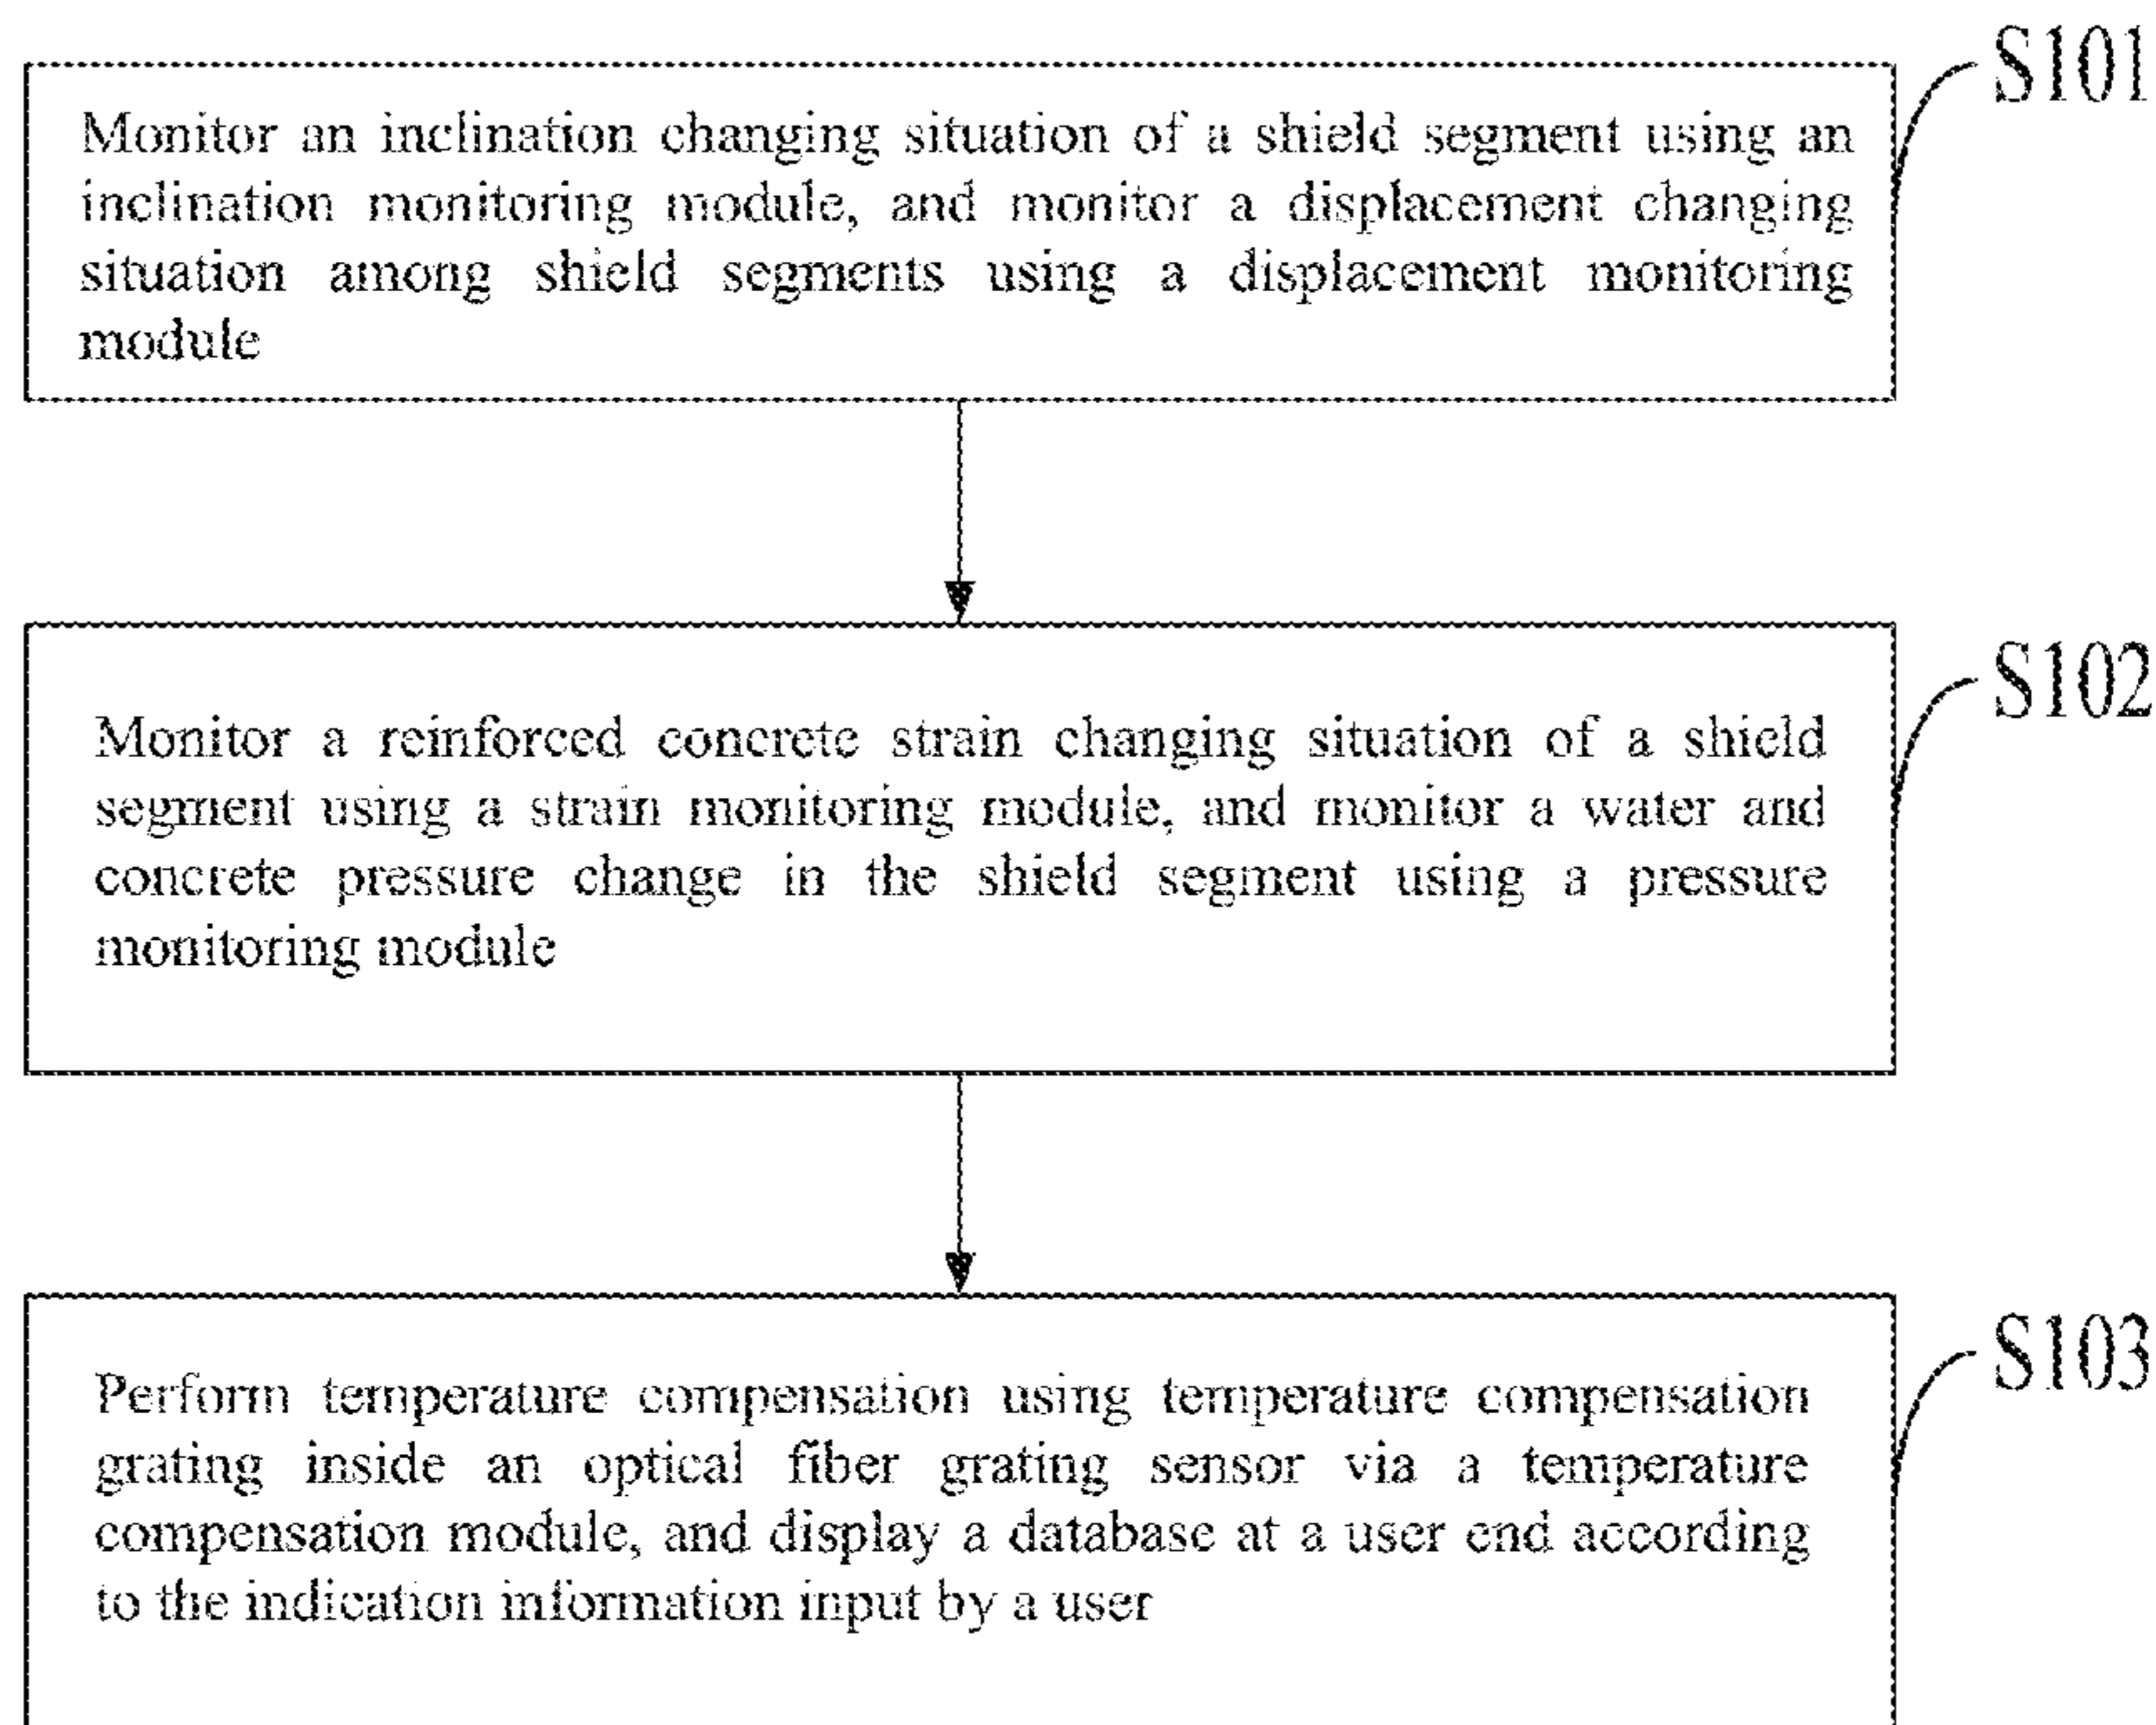 S101
Monitor an inclination changing situation of a shield segment using an
inclination monitoring module, and monitor a displacement changing
situation among shield segments using a displacement monitoring
module
S102
Monitor a reinforced concrete strain changing situation of a shield
segment using a strain monitoring module, and monitor a water and
concrete pressure change in the shield segment using a pressure
monitoring module
S103
Perform temperature compensation using temperature compensation
grating inside an optical fiber grating sensor via a temperature
compensation module, and display a database at a user end according
to the indication information input by a user